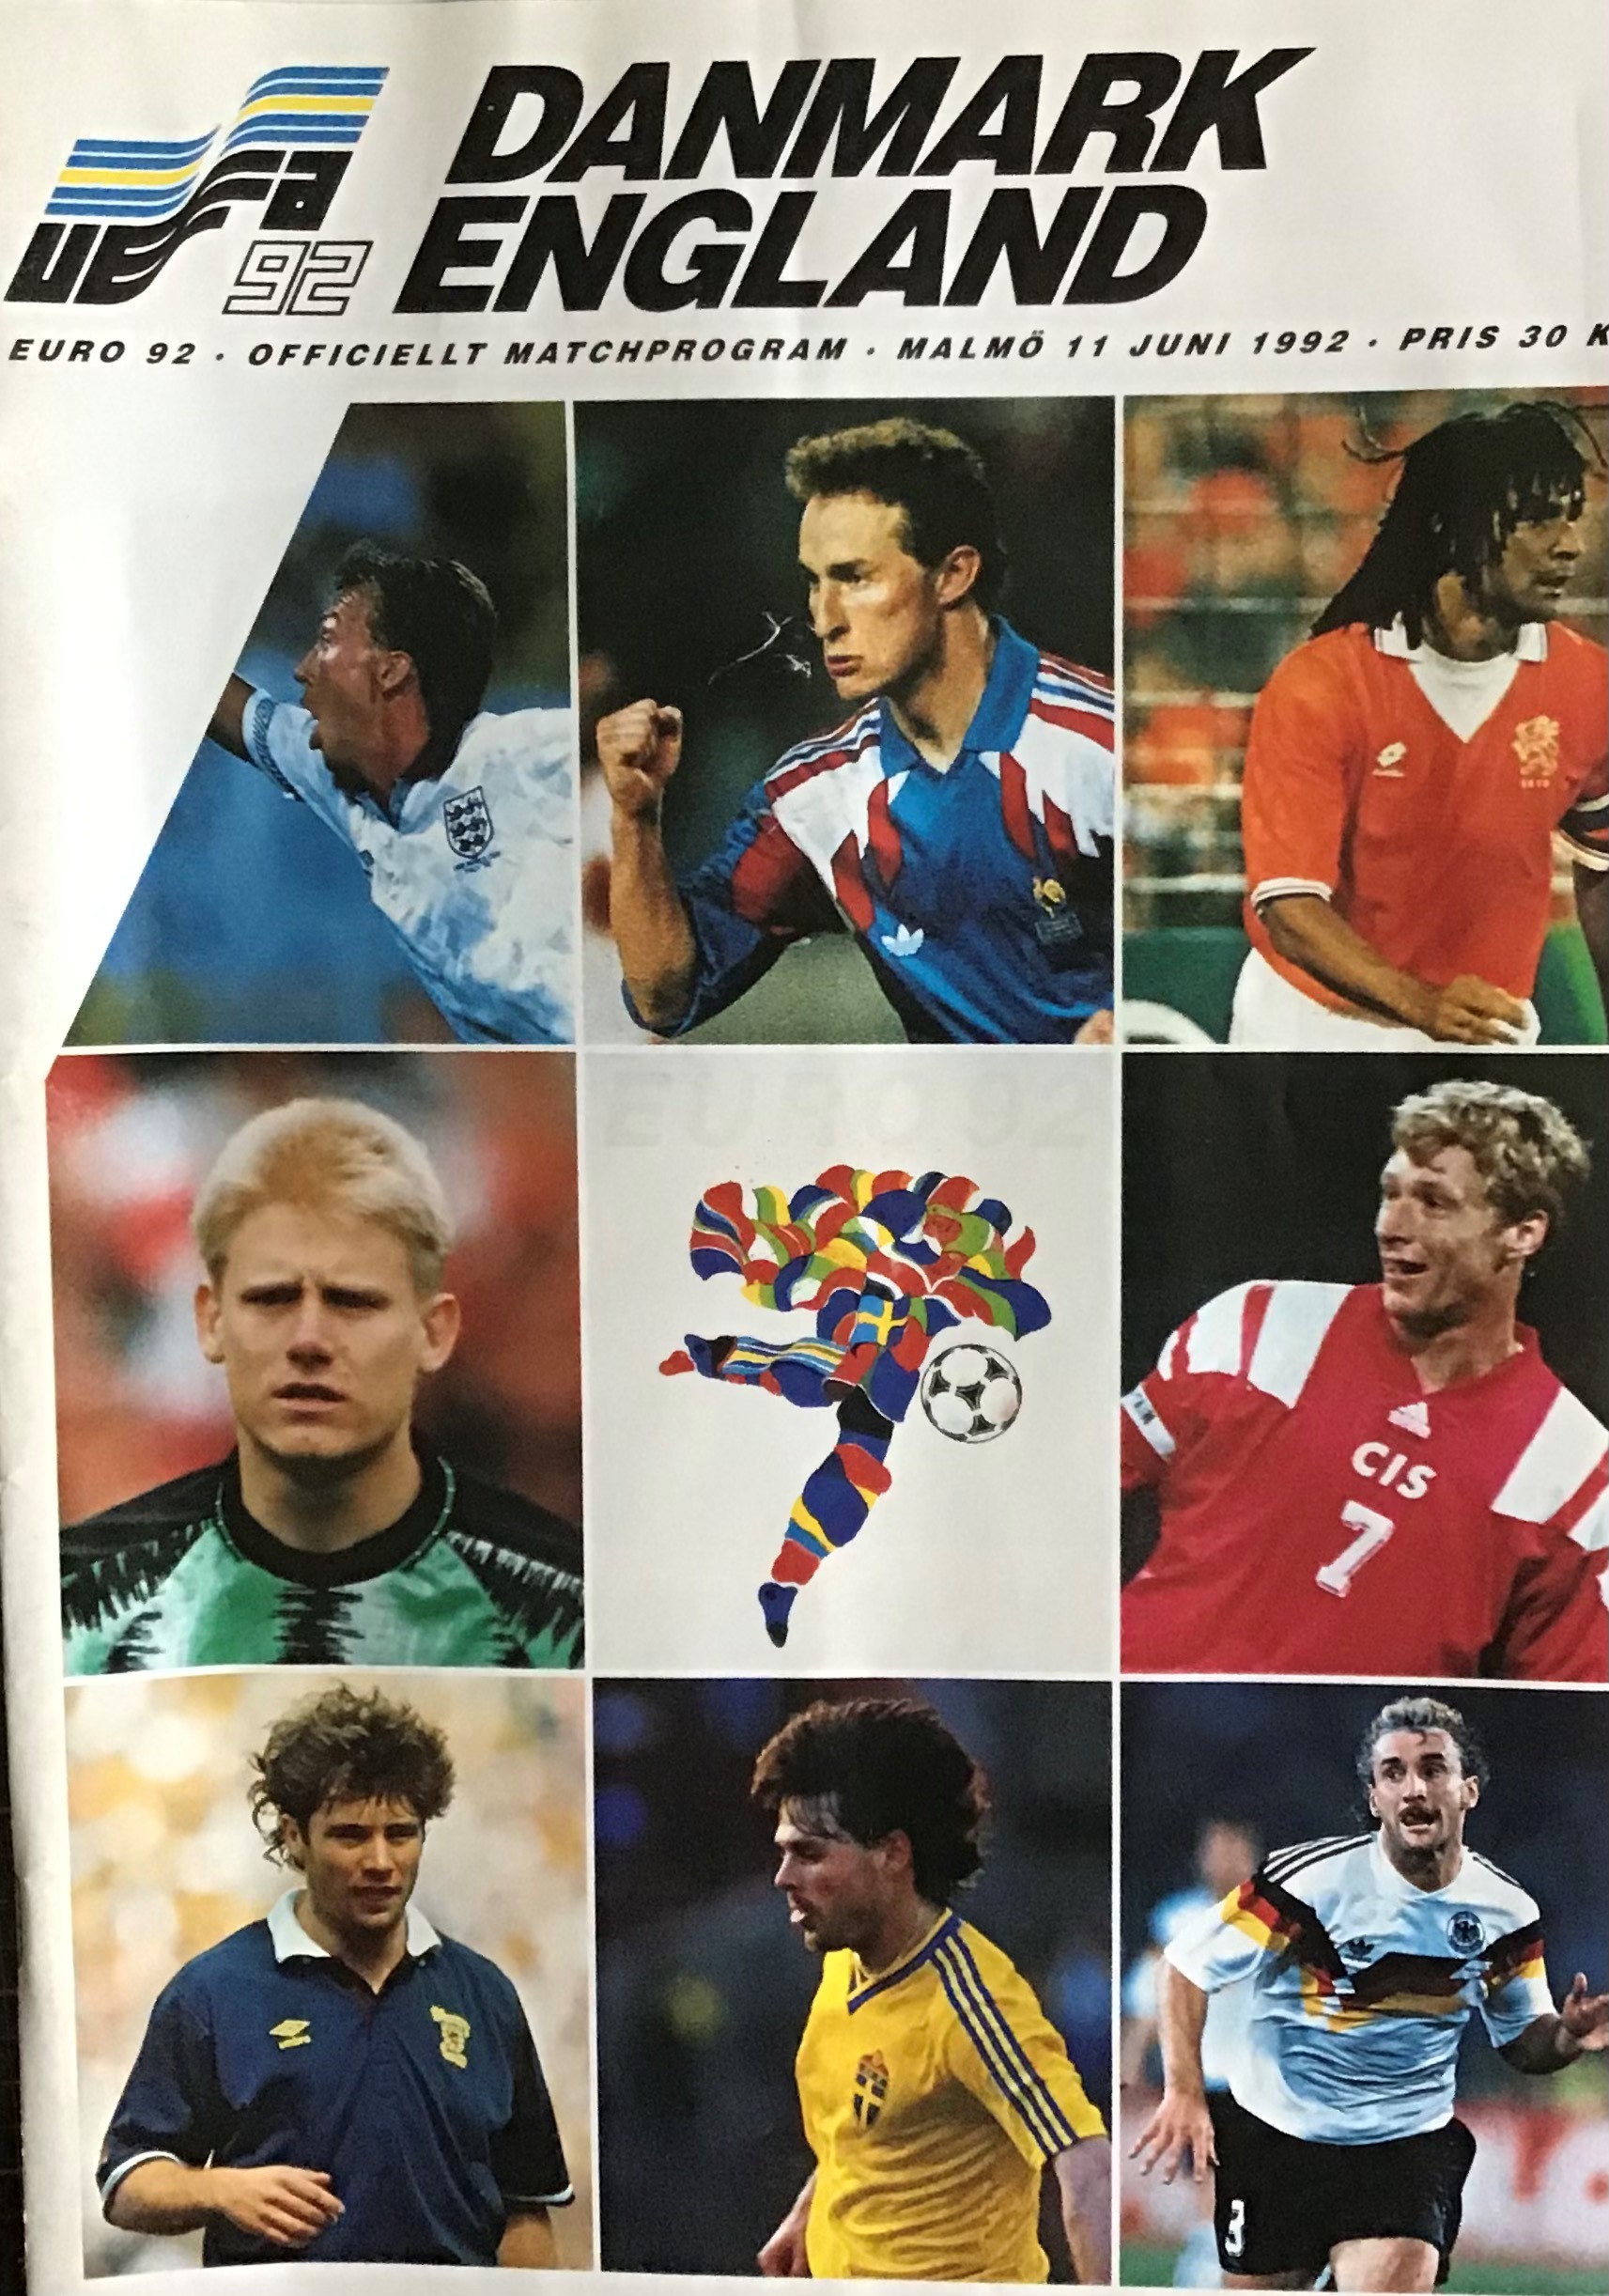 uefa 92
DANMARK
ENGLAND
EURO 92 · OFFICIELLT MATCHPROGRAM · MALMÖ 11 JUNI 1992 · PRIS 30 K
EURO 92
CIS
7
3